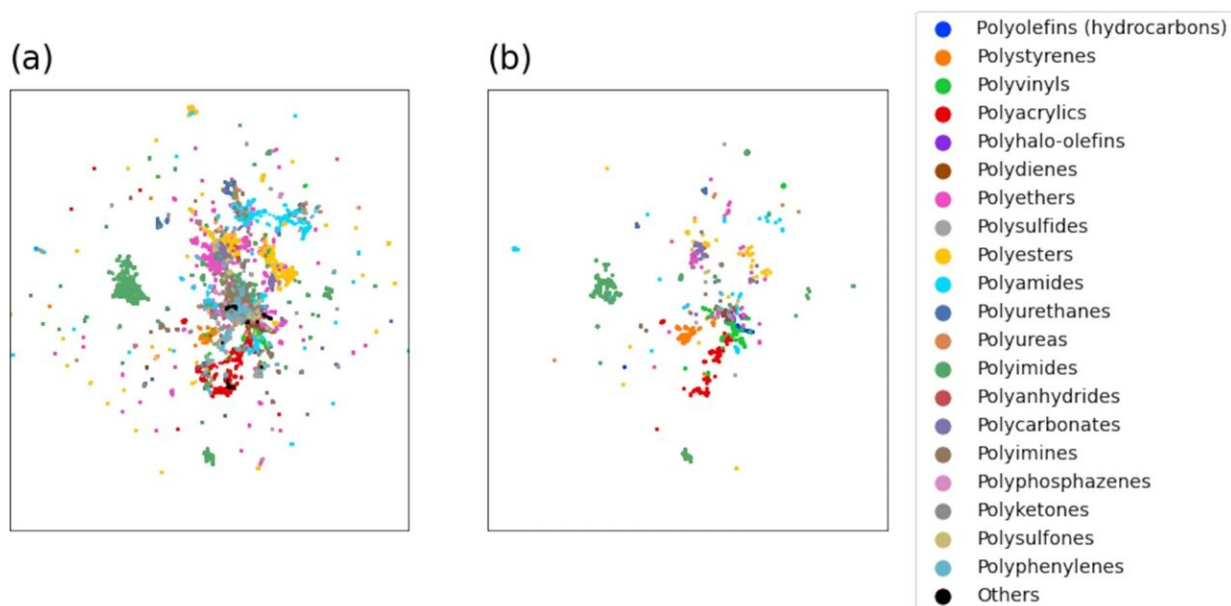 (a)
(b)
Polyolefins (hydrocarbons)
Polystyrenes
Polyvinyls
Polyacrylics
Polyhalo-olefins
Polydienes
Polyethers
Polysulfides
Polyesters
Polyamides
Polyurethanes
Polyureas
Polyimides
Polyanhydrides
Polycarbonates
Polyimines
Polyphosphazenes
Polyketones
Polysulfones
Polyphenylenes
Others